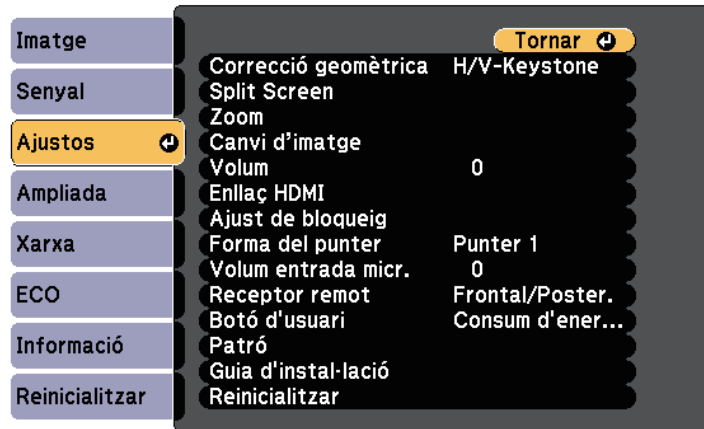 Imatge
Senyal
Ajustos
Ampliada
Xarxa
ECO
Informació
Reinicialitzar
Tornar
Correcció geomètrica H/V-Keystone
Split Screen
Zoom
Canvi d'imatge
Volum 0
Enllaç HDMI
Ajust de bloqueig
Forma del punter Punter 1
Volum entrada micr. 0
Receptor remot Frontal/Poster.
Botó d'usuari Consum d'ener...
Patró
Guia d'instal·lació
Reinicialitzar